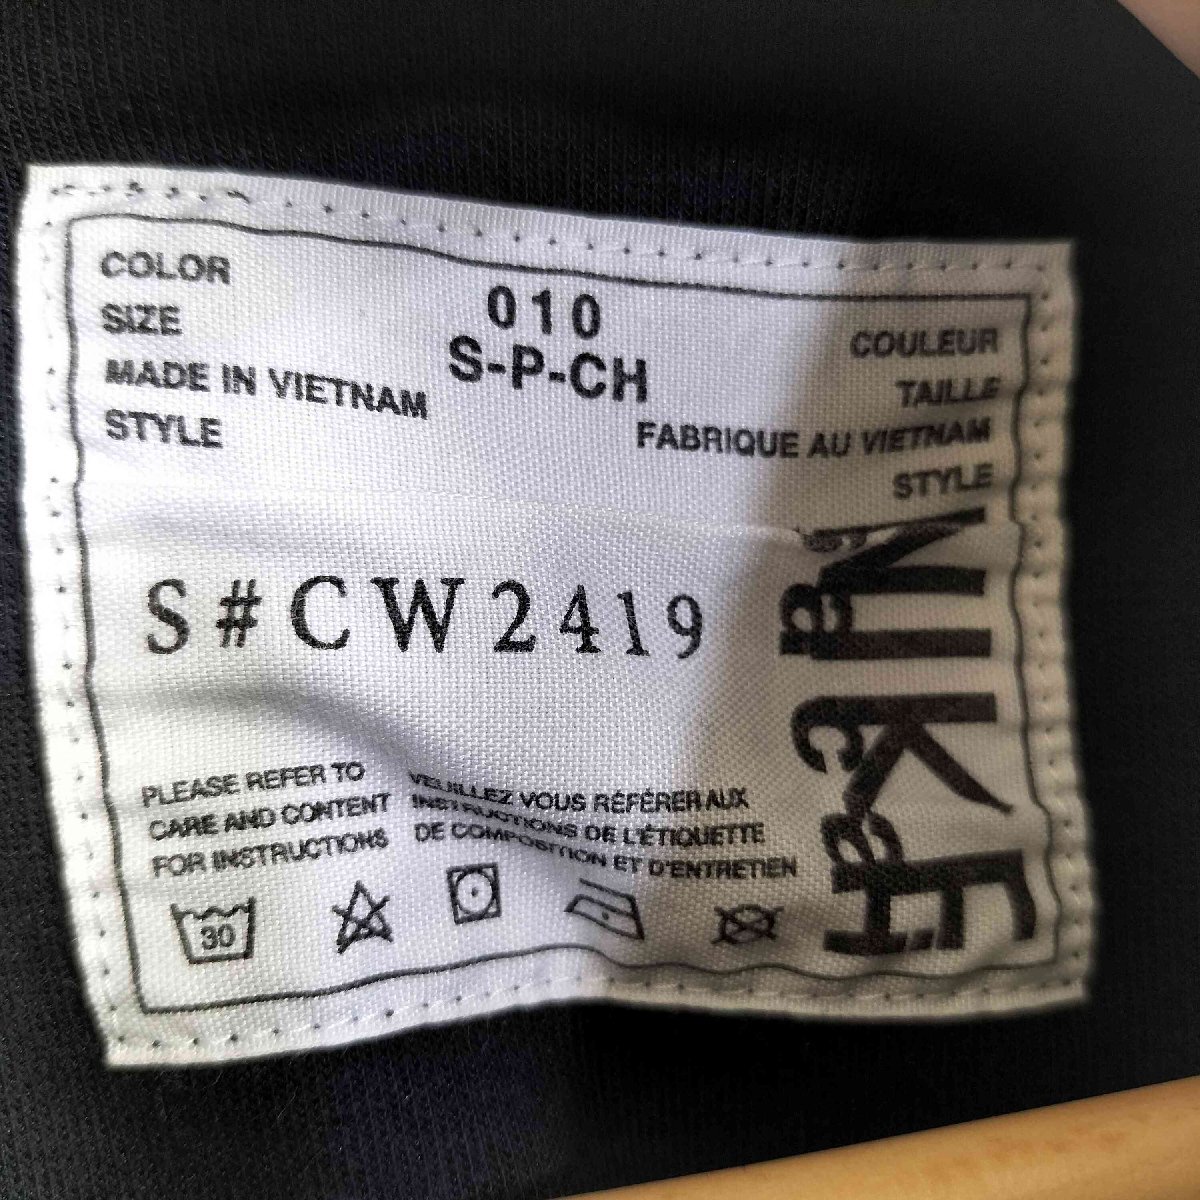 COLOR 010 COULEUR
SIZE S-P-CH TAILLE
MADE IN VIETNAM FABRIQUE AU VIETNAM
STYLE STYLE
S#CW2419
NIKE
PLEASE REFER TO
CARE AND CONTENT
FOR INSTRUCTIONS
VEUILLEZ VOUS RÉFÉRER AUX
INSTRUCTIONS DE L'ÉTIQUETTE
DE COMPOSITION ET D'ENTRETIEN
30